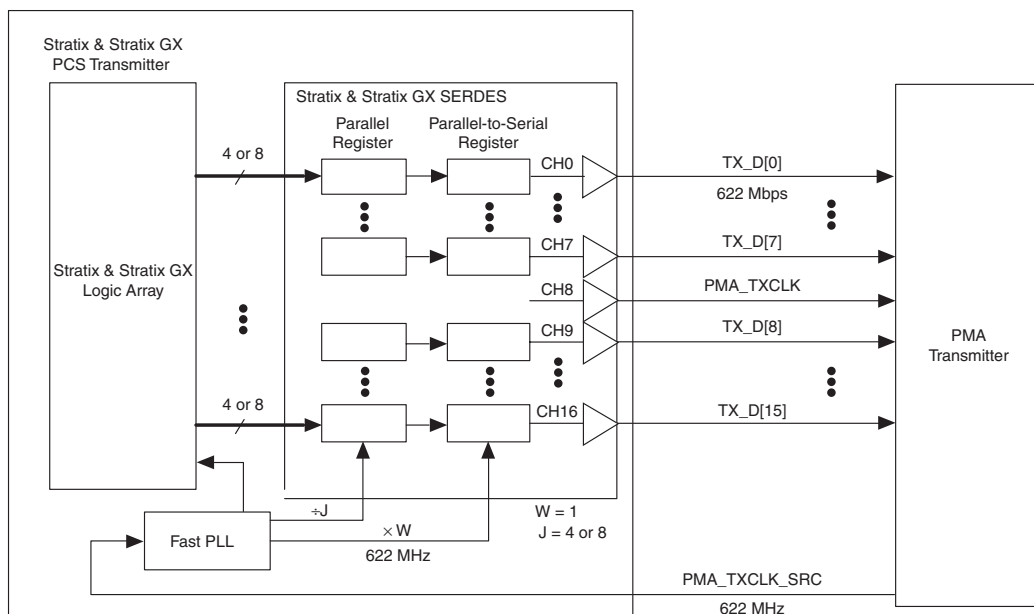 Stratix & Stratix GX
PCS Transmitter
Stratix & Stratix GX SERDES
Parallel
Register
Parallel-to-Serial
Register
4 or 8
CH0
TX_D[0]
622 Mbps
CH7
TX_D[7]
Stratix & Stratix GX
Logic Array
CH8
PMA_TXCLK
CH9
TX_D[8]
PMA
Transmitter
4 or 8
CH16
TX_D[15]
÷J
W = 1
J = 4 or 8
Fast PLL
× W
622 MHz
PMA_TXCLK_SRC
622 MHz